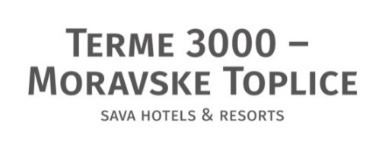 Terme 3000 –
Moravske Toplice
SAVA HOTELS & RESORTS